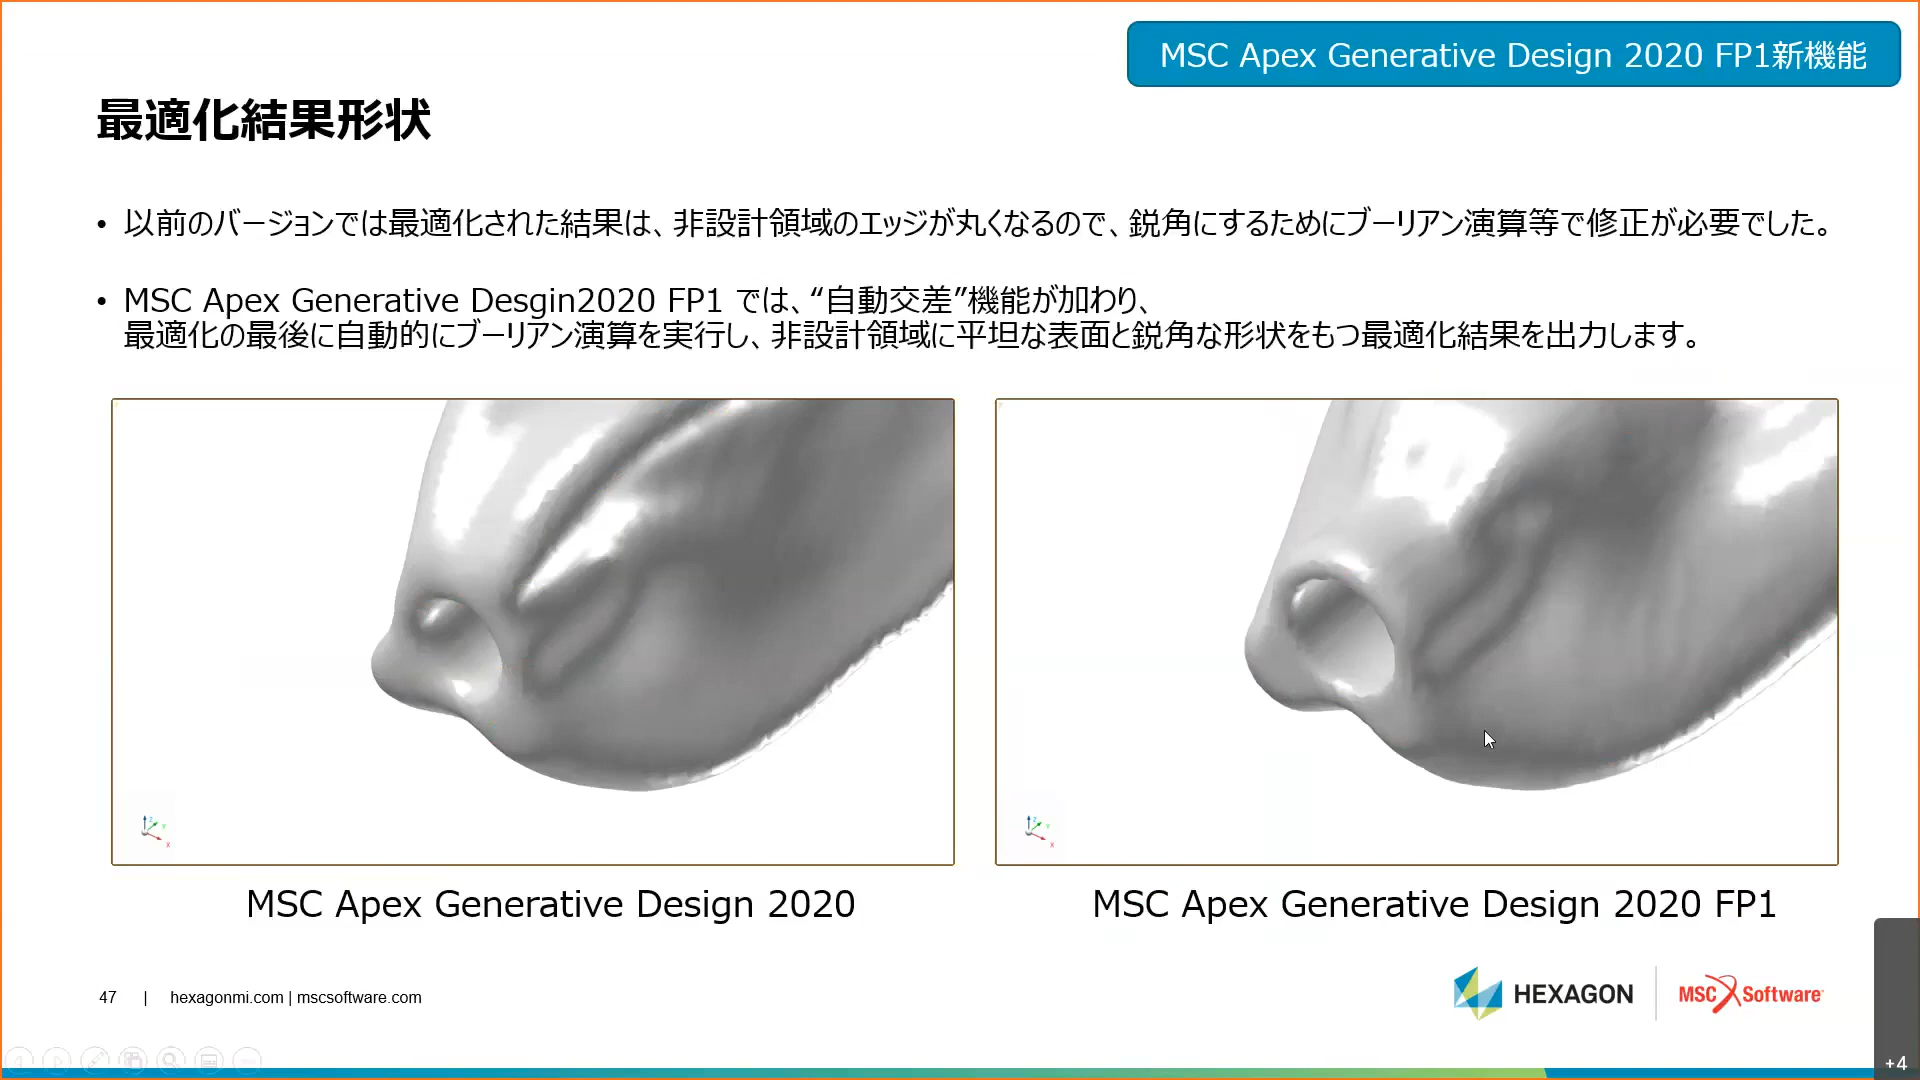 MSC Apex Generative Design 2020 FP1新機能
最適化結果形状
• 以前のバージョンでは最適化された結果は、非設計領域のエッジが丸くなるので、鋭角にするためにブーリアン演算等で修正が必要でした。
• MSC Apex Generative Desgin2020 FP1 では、“自動交差”機能が加わり、
最適化の最後に自動的にブーリアン演算を実行し、非設計領域に平坦な表面と鋭角な形状をもつ最適化結果を出力します。
Z
Y
X
Z
Y
X
MSC Apex Generative Design 2020
MSC Apex Generative Design 2020 FP1
47 | hexagonmi.com | mscsoftware.com
HEXAGON
MSC Software
+4